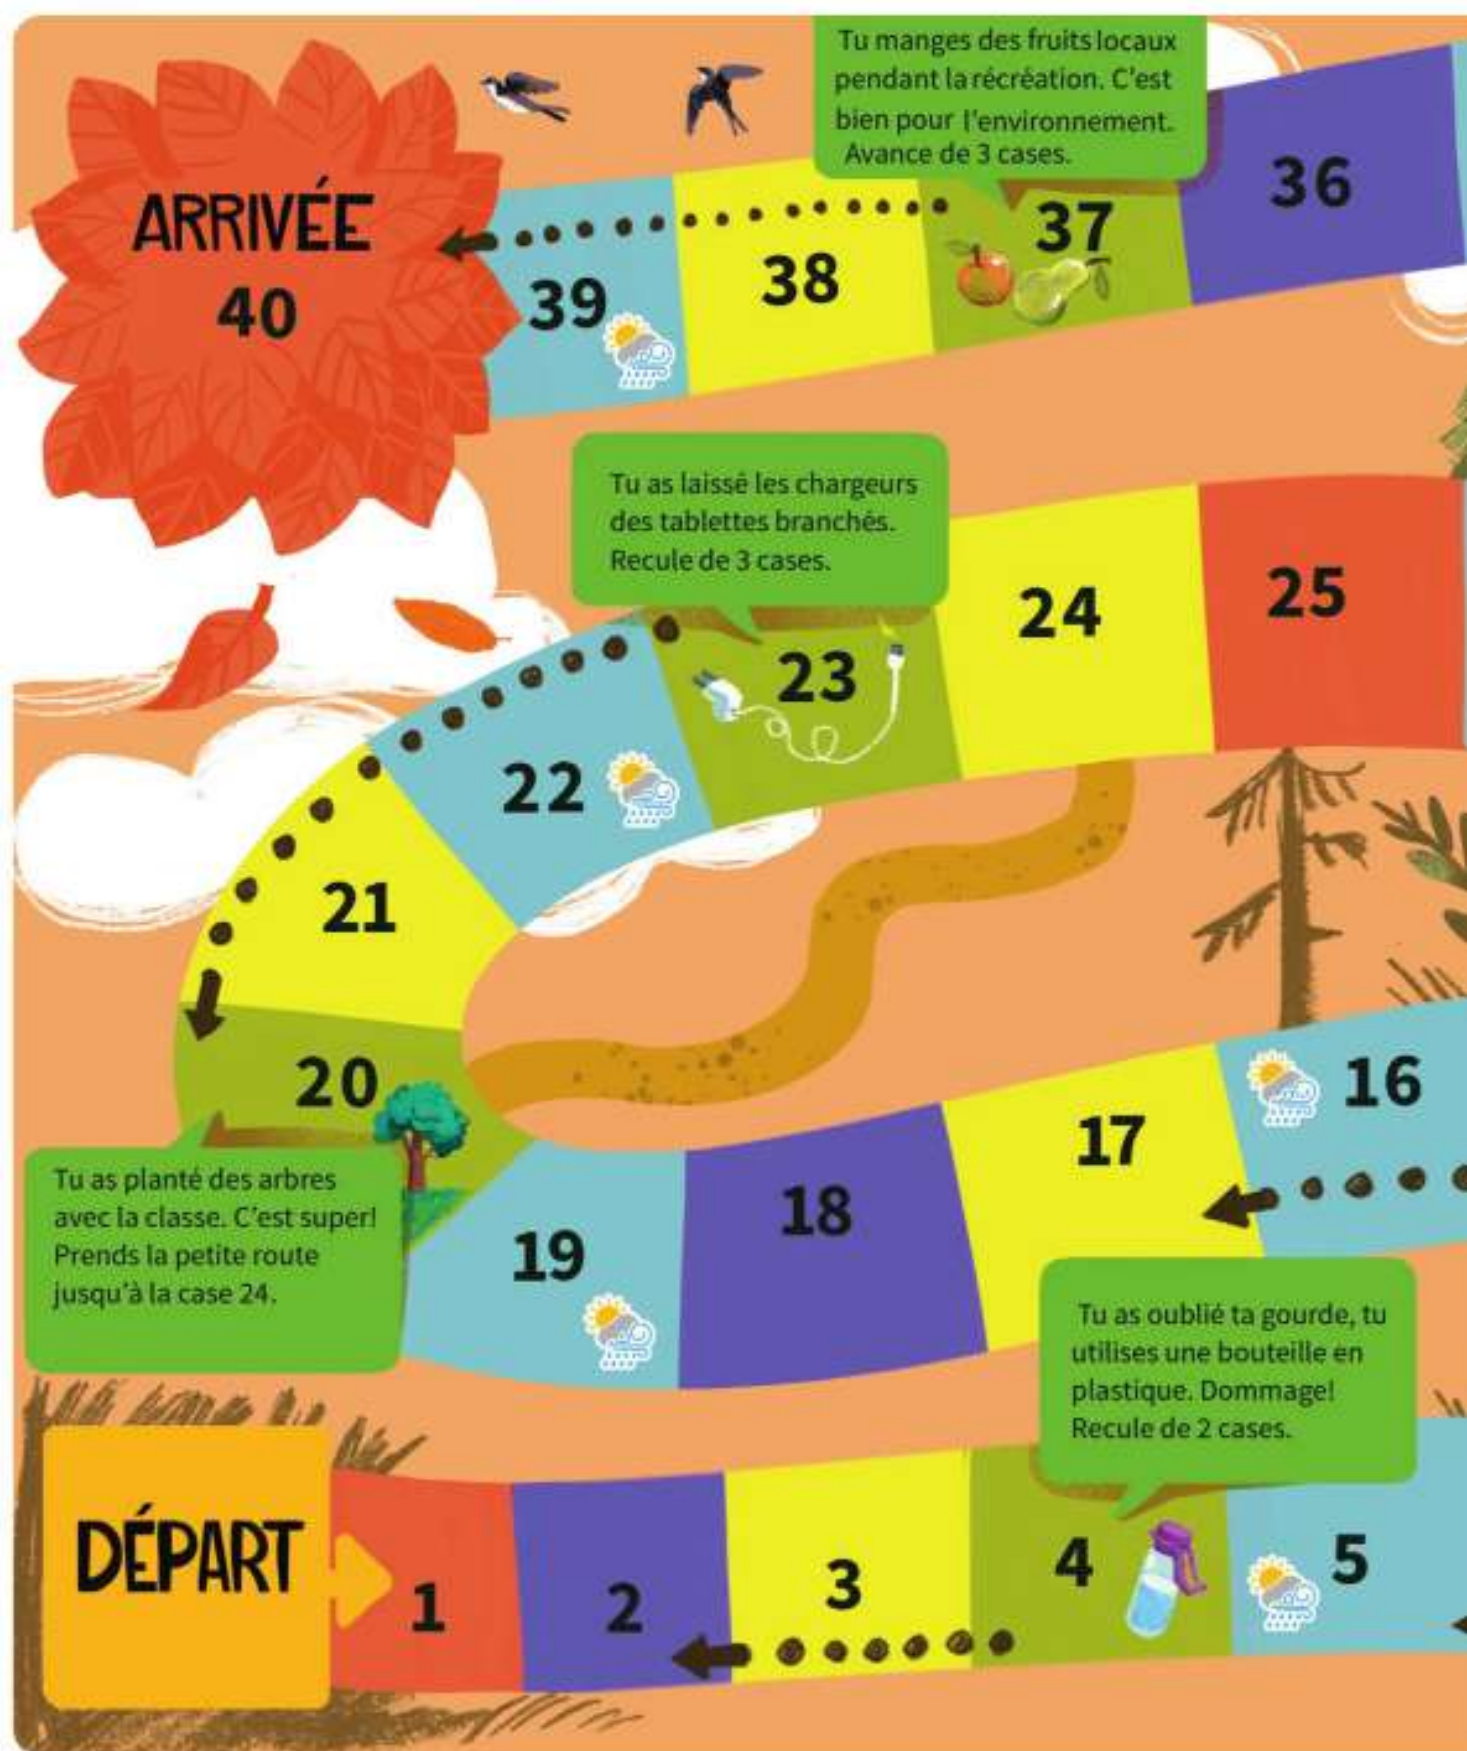 Tu manges des fruits locaux
pendant la récréation. C'est
bien pour l'environnement.
Avance de 3 cases.
ARRIVÉE
40
39
38
37
36
Tu as laissé les chargeurs
des tablettes branchés.
Recule de 3 cases.
25
24
23
22
21
20
Tu as planté des arbres
avec la classe. C'est super!
Prends la petite route
jusqu'à la case 24.
19
18
17
16
Tu as oublié ta gourde, tu
utilises une bouteille en
plastique. Dommage!
Recule de 2 cases.
DÉPART
1
2
3
4
5